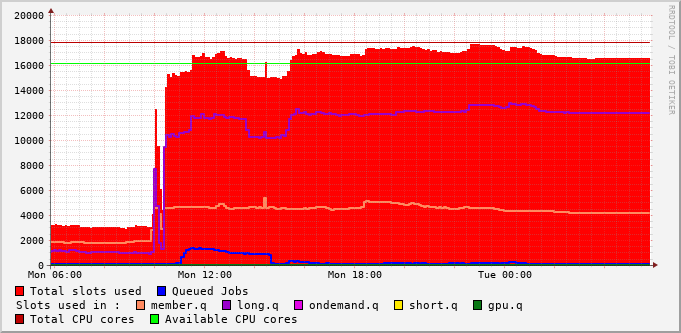 20000
18000
16000
14000
12000
10000
8000
6000
4000
2000
0
Mon 06:00 Mon 12:00 Mon 18:00 Tue 00:00
RRDTOOL / TOBI OETIKER
Total slots used Queued Jobs
Slots used in : member.q long.q ondemand.q short.q gpu.q
Total CPU cores Available CPU cores